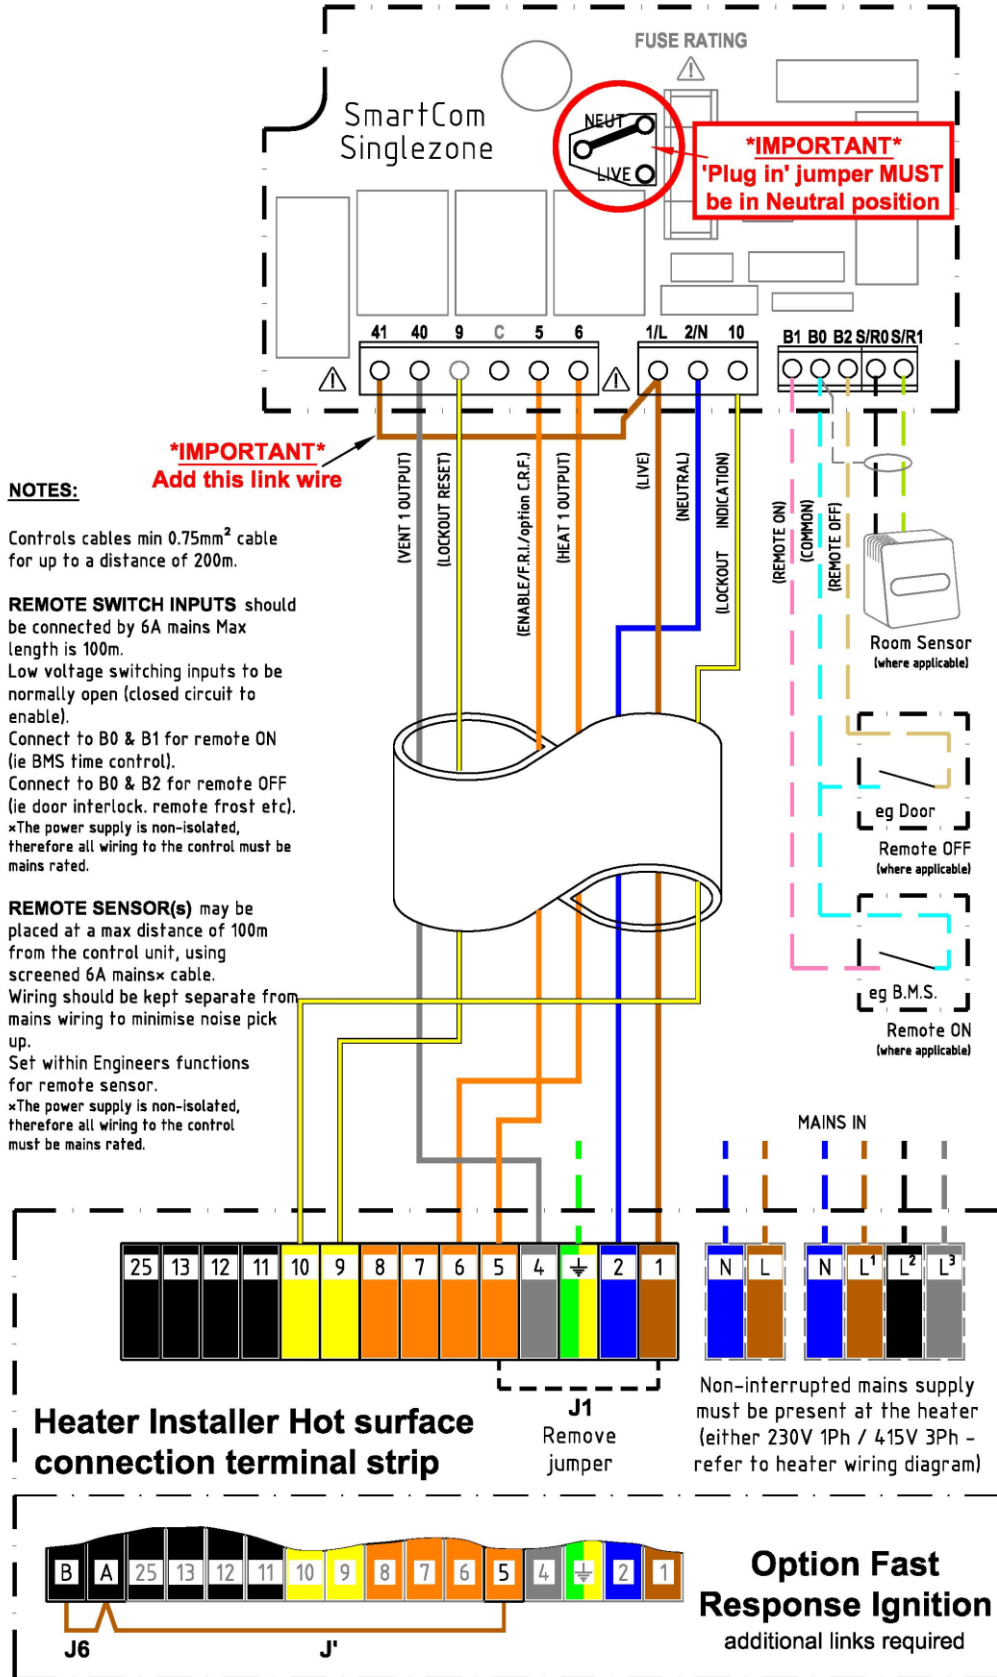 FUSE RATING
SmartCom
Singlezone
NEUT
LIVE
*IMPORTANT*
'Plug in' jumper MUST
be in Neutral position
41 40 9 C 5 6 1/L 2/N 10 B1 B0 B2 S/R0 S/R1
*IMPORTANT*
Add this link wire
(VENT 1 OUTPUT)
(LOCKOUT RESET)
(ENABLE/F.R.I./option C.R.F.)
(HEAT 1 OUTPUT)
(LIVE)
(NEUTRAL)
(LOCKOUT INDICATION)
(REMOTE ON)
(COMMON)
(REMOTE OFF)
NOTES:
Controls cables min 0.75mm² cable
for up to a distance of 200m.
REMOTE SWITCH INPUTS should
be connected by 6A mains Max
length is 100m.
Low voltage switching inputs to be
normally open (closed circuit to
enable).
Connect to B0 & B1 for remote ON
(ie BMS time control).
Connect to B0 & B2 for remote OFF
(ie door interlock. remote frost etc).
×The power supply is non-isolated,
therefore all wiring to the control must be
mains rated.
REMOTE SENSOR(s) may be
placed at a max distance of 100m
from the control unit, using
screened 6A mains× cable.
Wiring should be kept separate from
mains wiring to minimise noise pick
up.
Set within Engineers functions
for remote sensor.
×The power supply is non-isolated,
therefore all wiring to the control
must be mains rated.
Room Sensor
(where applicable)
eg Door
Remote OFF
(where applicable)
eg B.M.S.
Remote ON
(where applicable)
MAINS IN
25 13 12 11 10 9 8 7 6 5 4 2 1
N L N L¹ L² L³
J1
Remove
jumper
Non-interrupted mains supply
must be present at the heater
(either 230V 1Ph / 415V 3Ph -
refer to heater wiring diagram)
Heater Installer Hot surface
connection terminal strip
B A 25 13 12 11 10 9 8 7 6 5 4 2 1
J6 J'
Option Fast
Response Ignition
additional links required